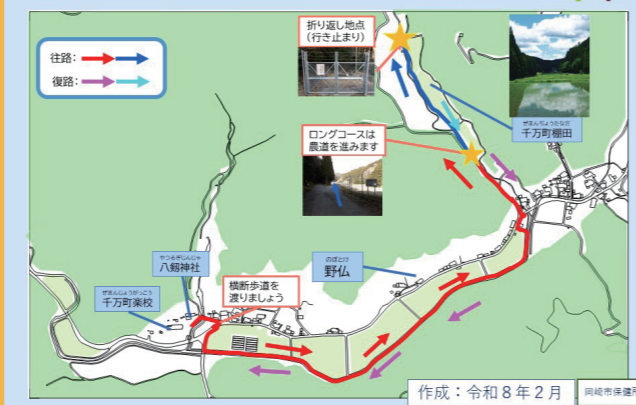 往路：
復路：
折り返し地点
（行き止まり）
ぜまんぢょうたなだ
千万町棚田
ロングコースは
農道を進みます
のぼとけ
野仏
やつるぎじんじゃ
八剱神社
ぜまんぢょうがっこう
千万町楽校
横断歩道を
渡りましょう
作成：令和８年２月
岡崎市保健所